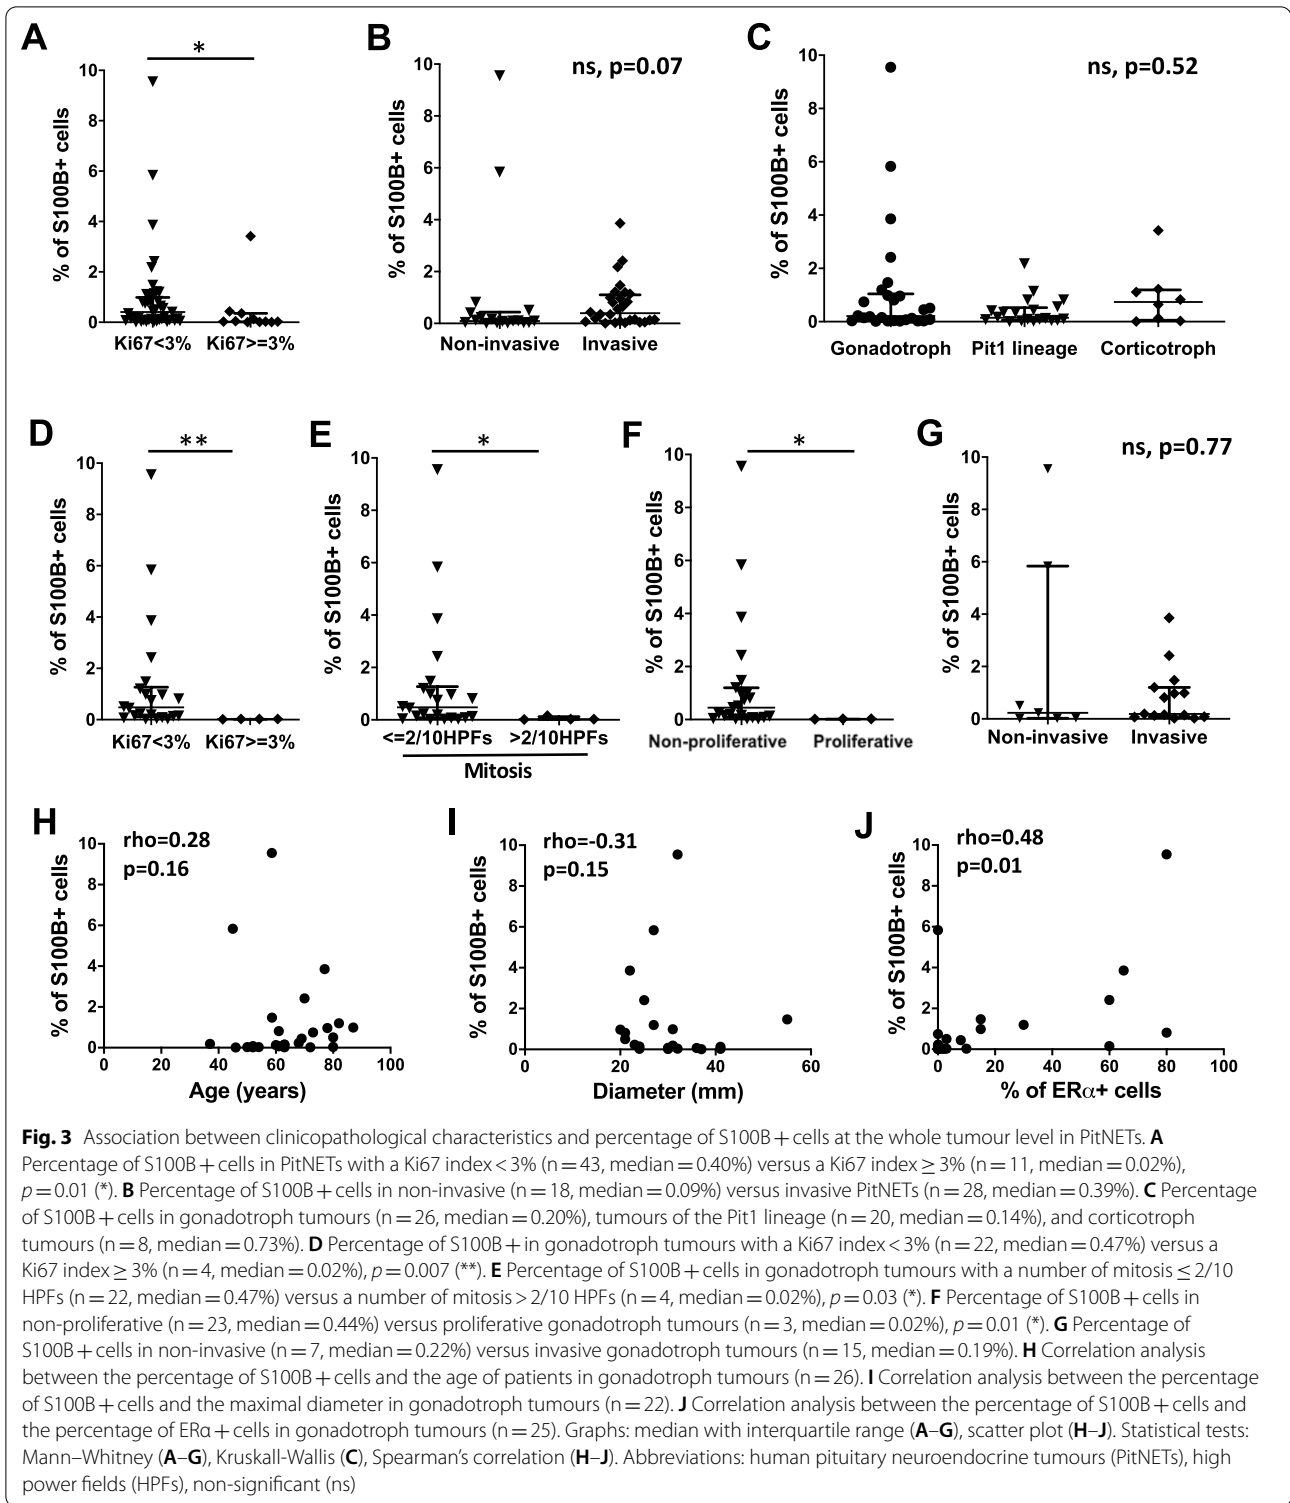 A
B
C
*
ns, p=0.07
ns, p=0.52
% of S100B+ cells
10
8
6
4
2
0
Ki67<3% Ki67>=3%
% of S100B+ cells
10
8
6
4
2
0
Non-invasive Invasive
% of S100B+ cells
10
8
6
4
2
0
Gonadotroph Pit1 lineage Corticotroph
D
E
F
G
**
*
*
ns, p=0.77
% of S100B+ cells
10
8
6
4
2
0
Ki67<3% Ki67>=3%
% of S100B+ cells
10
8
6
4
2
0
<=2/10HPFs >2/10HPFs
Mitosis
% of S100B+ cells
10
8
6
4
2
0
Non-proliferative Proliferative
% of S100B+ cells
10
8
6
4
2
0
Non-invasive Invasive
H
rho=0.28
p=0.16
% of S100B+ cells
10
8
6
4
2
0
0 20 40 60 80 100
Age (years)
I
rho=-0.31
p=0.15
% of S100B+ cells
10
8
6
4
2
0
0 20 40 60
Diameter (mm)
J
rho=0.48
p=0.01
% of S100B+ cells
10
8
6
4
2
0
0 20 40 60 80 100
% of ERα+ cells
Fig. 3 Association between clinicopathological characteristics and percentage of S100B + cells at the whole tumour level in PitNETs. A
Percentage of S100B + cells in PitNETs with a Ki67 index < 3% (n = 43, median = 0.40%) versus a Ki67 index ≥ 3% (n = 11, median = 0.02%),
p = 0.01 (*). B Percentage of S100B + cells in non-invasive (n = 18, median = 0.09%) versus invasive PitNETs (n = 28, median = 0.39%). C Percentage
of S100B + cells in gonadotroph tumours (n = 26, median = 0.20%), tumours of the Pit1 lineage (n = 20, median = 0.14%), and corticotroph
tumours (n = 8, median = 0.73%). D Percentage of S100B + in gonadotroph tumours with a Ki67 index < 3% (n = 22, median = 0.47%) versus a
Ki67 index ≥ 3% (n = 4, median = 0.02%), p = 0.007 (**). E Percentage of S100B + cells in gonadotroph tumours with a number of mitosis ≤ 2/10
HPFs (n = 22, median = 0.47%) versus a number of mitosis > 2/10 HPFs (n = 4, median = 0.02%), p = 0.03 (*). F Percentage of S100B + cells in
non-proliferative (n = 23, median = 0.44%) versus proliferative gonadotroph tumours (n = 3, median = 0.02%), p = 0.01 (*). G Percentage of
S100B + cells in non-invasive (n = 7, median = 0.22%) versus invasive gonadotroph tumours (n = 15, median = 0.19%). H Correlation analysis
between the percentage of S100B + cells and the age of patients in gonadotroph tumours (n = 26). I Correlation analysis between the percentage
of S100B + cells and the maximal diameter in gonadotroph tumours (n = 22). J Correlation analysis between the percentage of S100B + cells and
the percentage of ERα + cells in gonadotroph tumours (n = 25). Graphs: median with interquartile range (A–G), scatter plot (H–J). Statistical tests:
Mann–Whitney (A–G), Kruskall-Wallis (C), Spearman's correlation (H–J). Abbreviations: human pituitary neuroendocrine tumours (PitNETs), high
power fields (HPFs), non-significant (ns)